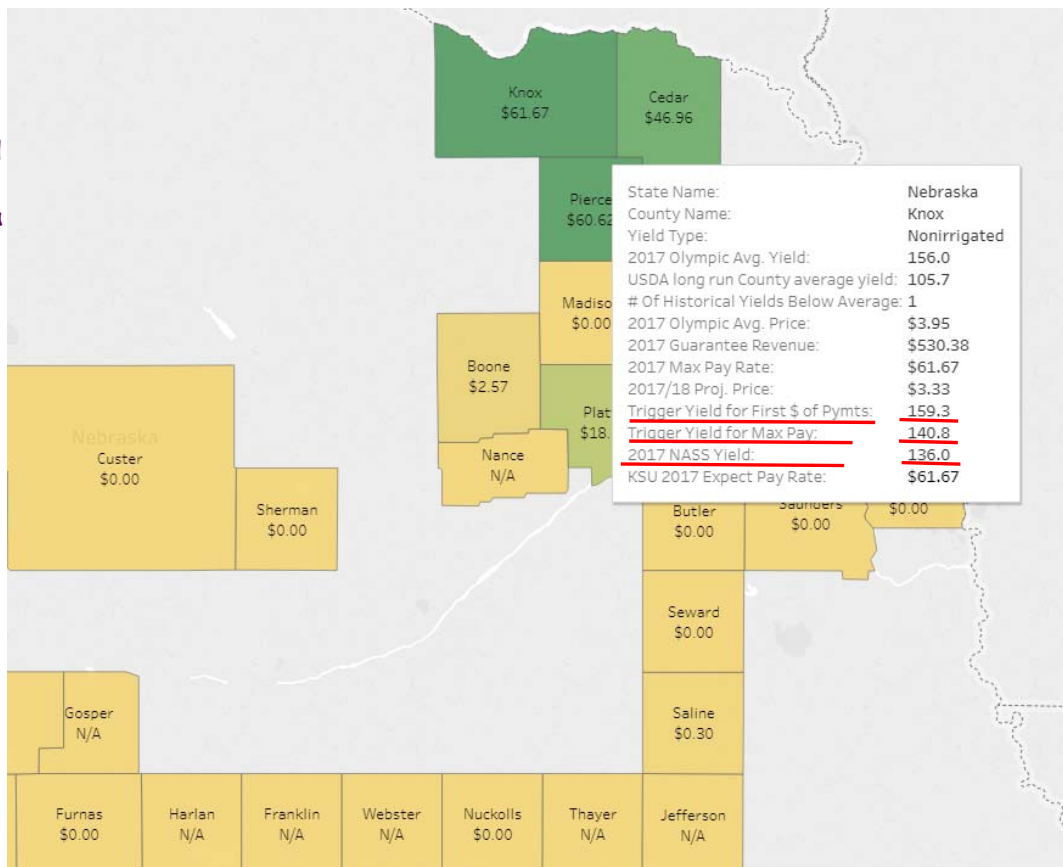 Knox
$61.67
Cedar
$46.96
Pierce
$60.62
State Name: Nebraska
County Name: Knox
Yield Type: Nonirrigated
2017 Olympic Avg. Yield: 156.0
USDA long run County average yield: 105.7
# Of Historical Yields Below Average: 1
2017 Olympic Avg. Price: $3.95
2017 Guarantee Revenue: $530.38
2017 Max Pay Rate: $61.67
2017/18 Proj. Price: $3.33
Trigger Yield for First $ of Pymts: 159.3
Trigger Yield for Max Pay: 140.8
2017 NASS Yield: 136.0
KSU 2017 Expect Pay Rate: $61.67
Madiso
$0.00
Boone
$2.57
Plat
$18.
Nebraska
Custer
$0.00
Nance
N/A
Sherman
$0.00
Butler
$0.00
Saunders
$0.00
$0.00
Seward
$0.00
Saline
$0.30
Gosper
N/A
Furnas
$0.00
Harlan
N/A
Franklin
N/A
Webster
N/A
Nuckolls
$0.00
Thayer
N/A
Jefferson
N/A